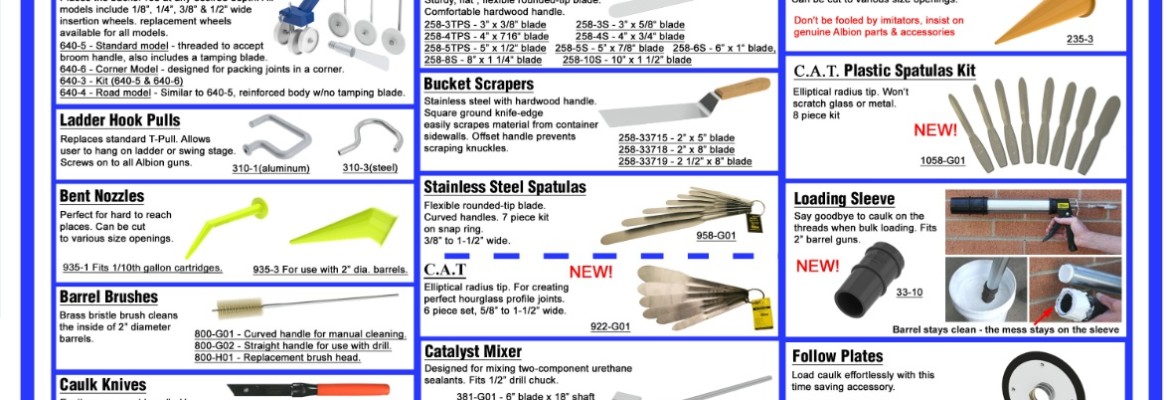 models include 1/8", 1/4", 3/8" & 1/2" wide
insertion wheels. replacement wheels
available for all models.
640-5 - Standard model - threaded to accept
broom handle, also includes a tamping blade.
640-6 - Corner Model - designed for packing joints in a corner.
640-3 - Kit (640-5 & 640-6)
640-4 - Road model - Similar to 640-5, reinforced body w/no tamping blade.
Ladder Hook Pulls
Replaces standard T-Pull. Allows
user to hang on ladder or swing stage.
Screws on to all Albion guns.
310-1(aluminum)
310-3(steel)
Bent Nozzles
Perfect for hard to reach
places. Can be cut
to various size openings.
935-1 Fits 1/10th gallon cartridges.
935-3 For use with 2" dia. barrels.
Barrel Brushes
Brass bristle brush cleans
the inside of 2" diameter
barrels.
800-G01 - Curved handle for manual cleaning.
800-G02 - Straight handle for use with drill.
800-H01 - Replacement brush head.
Caulk Knives
Comfortable hardwood handle.
258-3TPS - 3" x 3/8" blade
258-3S - 3" x 5/8" blade
258-4TPS - 4" x 716" blade
258-4S - 4" x 3/4" blade
258-5TPS - 5" x 1/2" blade
258-5S - 5" x 7/8" blade
258-6S - 6" x 1" blade,
258-8S - 8" x 1 1/4" blade
258-10S - 10" x 1 1/2" blade
Bucket Scrapers
Stainless steel with hardwood handle.
Square ground knife-edge
easily scrapes material from container
sidewalls. Offset handle prevents
scraping knuckles.
258-33715 - 2" x 5" blade
258-33718 - 2" x 8" blade
258-33719 - 2 1/2" x 8" blade
Stainless Steel Spatulas
Flexible rounded-tip blade.
Curved handles. 7 piece kit
on snap ring.
3/8" to 1-1/2" wide.
958-G01
C.A.T
NEW!
Elliptical radius tip. For creating
perfect hourglass profile joints.
6 piece set, 5/8" to 1-1/2" wide.
922-G01
Catalyst Mixer
Designed for mixing two-component urethane
sealants. Fits 1/2" drill chuck.
381-G01 - 6" blade x 18" shaft
Don't be fooled by imitators, insist on
genuine Albion parts & accessories
235-3
C.A.T. Plastic Spatulas Kit
Elliptical radius tip. Won't
scratch glass or metal.
8 piece kit
NEW!
1058-G01
Loading Sleeve
Say goodbye to caulk on the
threads when bulk loading. Fits
2" barrel guns.
NEW!
33-10
Barrel stays clean - the mess stays on the sleeve
Follow Plates
Load caulk effortlessly with this
time saving accessory.